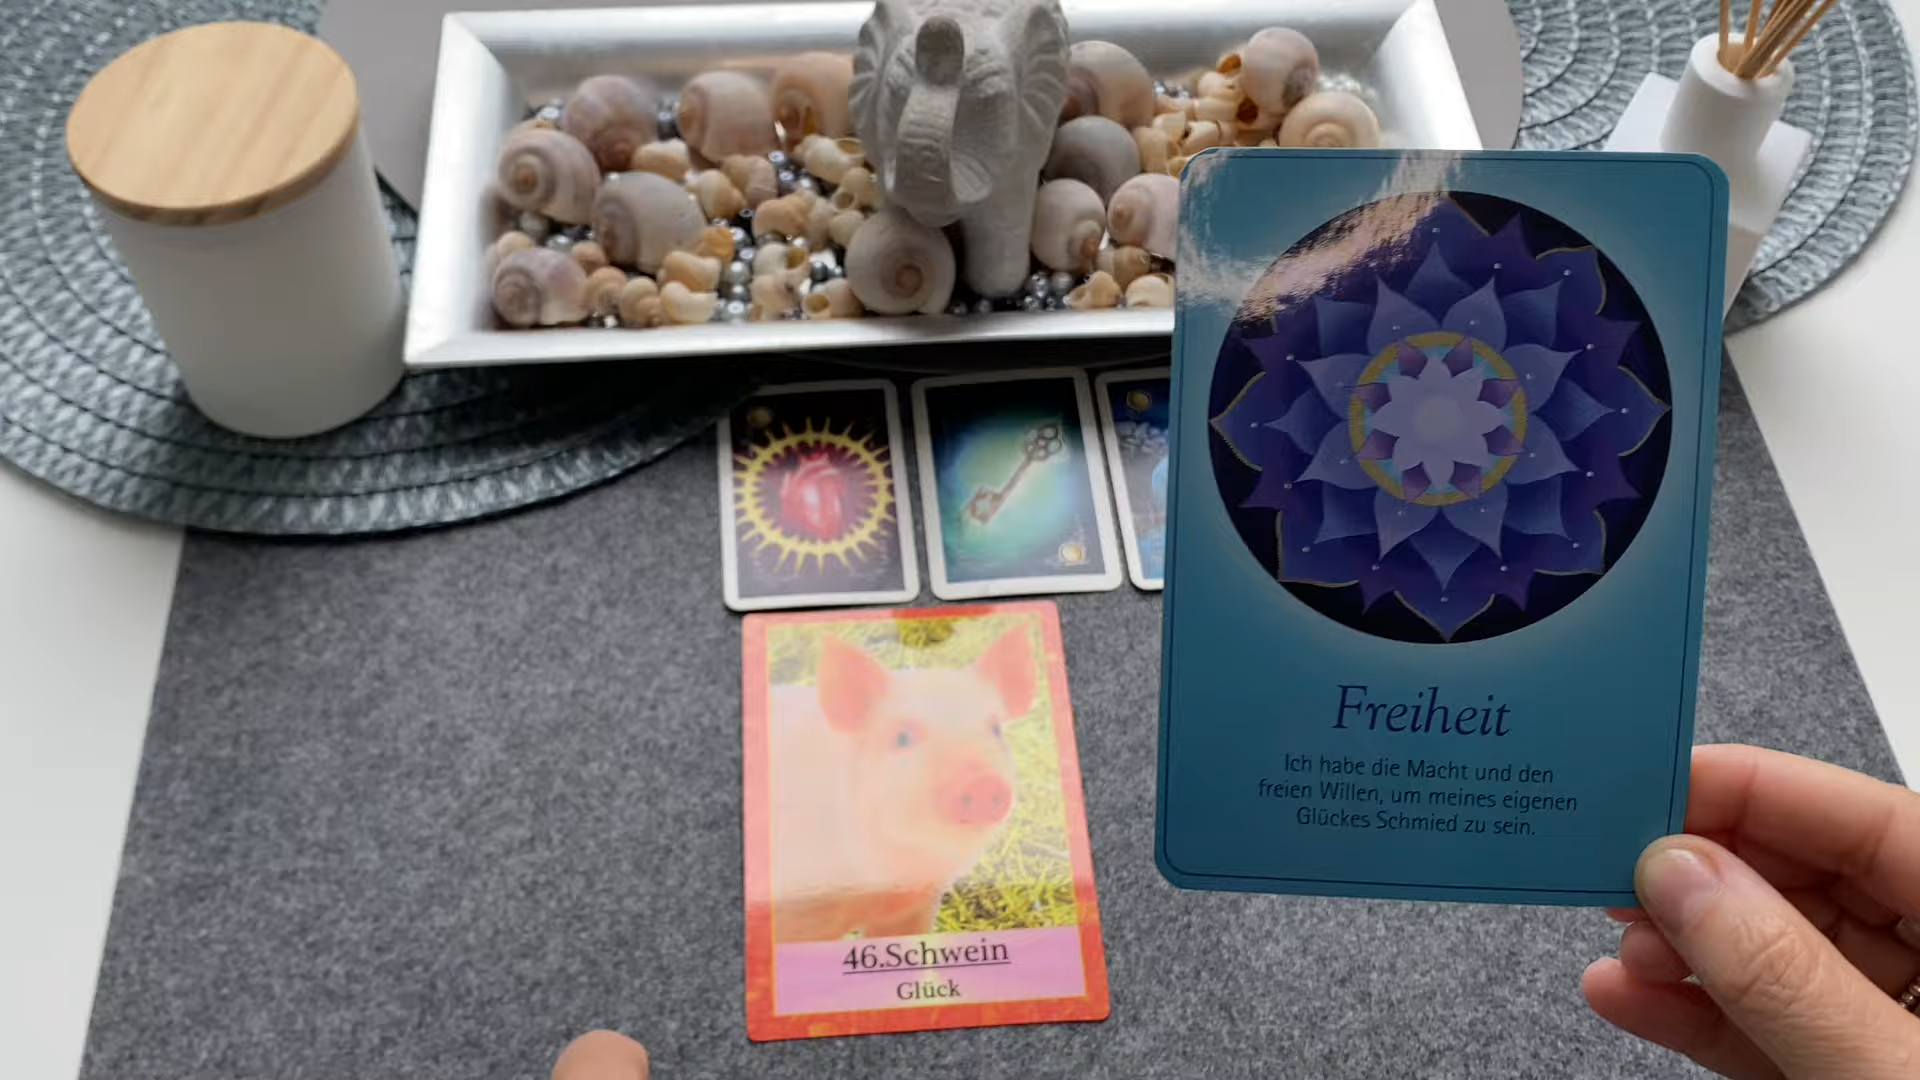 Freiheit
Ich habe die Macht und den
freien Willen, um meines eigenen
Glückes Schmied zu sein.
46.Schwein
Glück